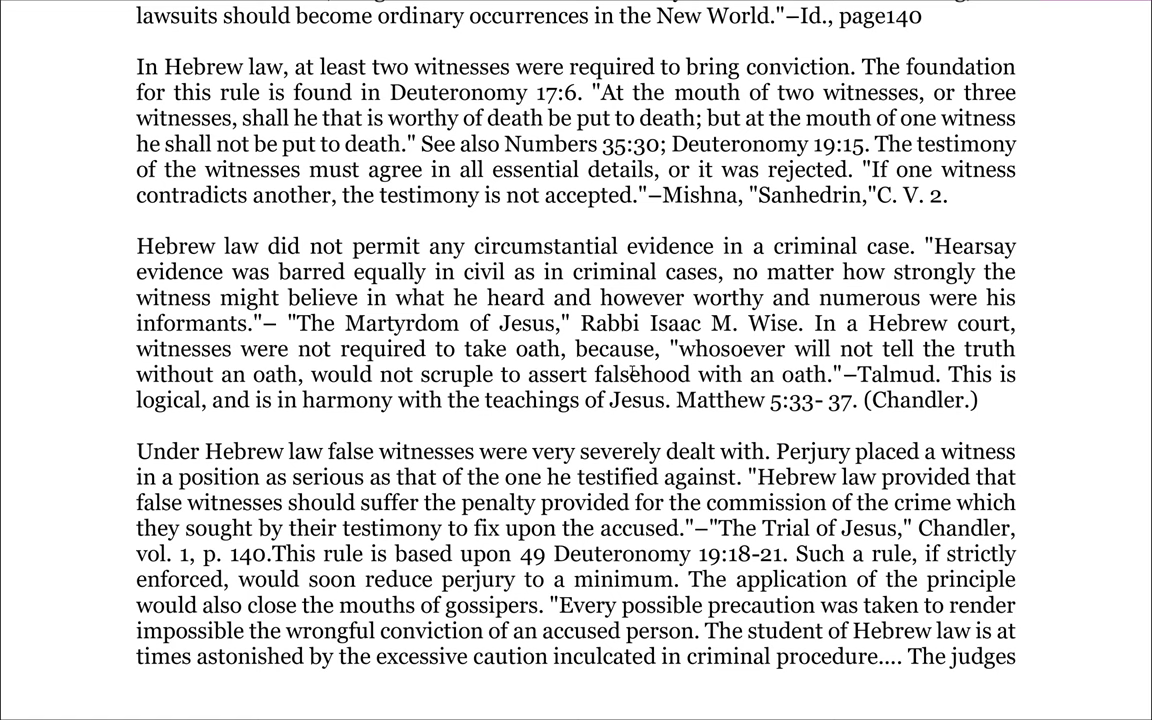 lawsuits should become ordinary occurrences in the New World."–Id., page140
In Hebrew law, at least two witnesses were required to bring conviction. The foundation
for this rule is found in Deuteronomy 17:6. "At the mouth of two witnesses, or three
witnesses, shall he that is worthy of death be put to death; but at the mouth of one witness
he shall not be put to death." See also Numbers 35:30; Deuteronomy 19:15. The testimony
of the witnesses must agree in all essential details, or it was rejected. "If one witness
contradicts another, the testimony is not accepted."–Mishna, "Sanhedrin,"C. V. 2.
Hebrew law did not permit any circumstantial evidence in a criminal case. "Hearsay
evidence was barred equally in civil as in criminal cases, no matter how strongly the
witness might believe in what he heard and however worthy and numerous were his
informants."– "The Martyrdom of Jesus," Rabbi Isaac M. Wise. In a Hebrew court,
witnesses were not required to take oath, because, "whosoever will not tell the truth
without an oath, would not scruple to assert falsehood with an oath."–Talmud. This is
logical, and is in harmony with the teachings of Jesus. Matthew 5:33- 37. (Chandler.)
Under Hebrew law false witnesses were very severely dealt with. Perjury placed a witness
in a position as serious as that of the one he testified against. "Hebrew law provided that
false witnesses should suffer the penalty provided for the commission of the crime which
they sought by their testimony to fix upon the accused."–"The Trial of Jesus," Chandler,
vol. 1, p. 140.This rule is based upon 49 Deuteronomy 19:18-21. Such a rule, if strictly
enforced, would soon reduce perjury to a minimum. The application of the principle
would also close the mouths of gossipers. "Every possible precaution was taken to render
impossible the wrongful conviction of an accused person. The student of Hebrew law is at
times astonished by the excessive caution inculcated in criminal procedure.... The judges